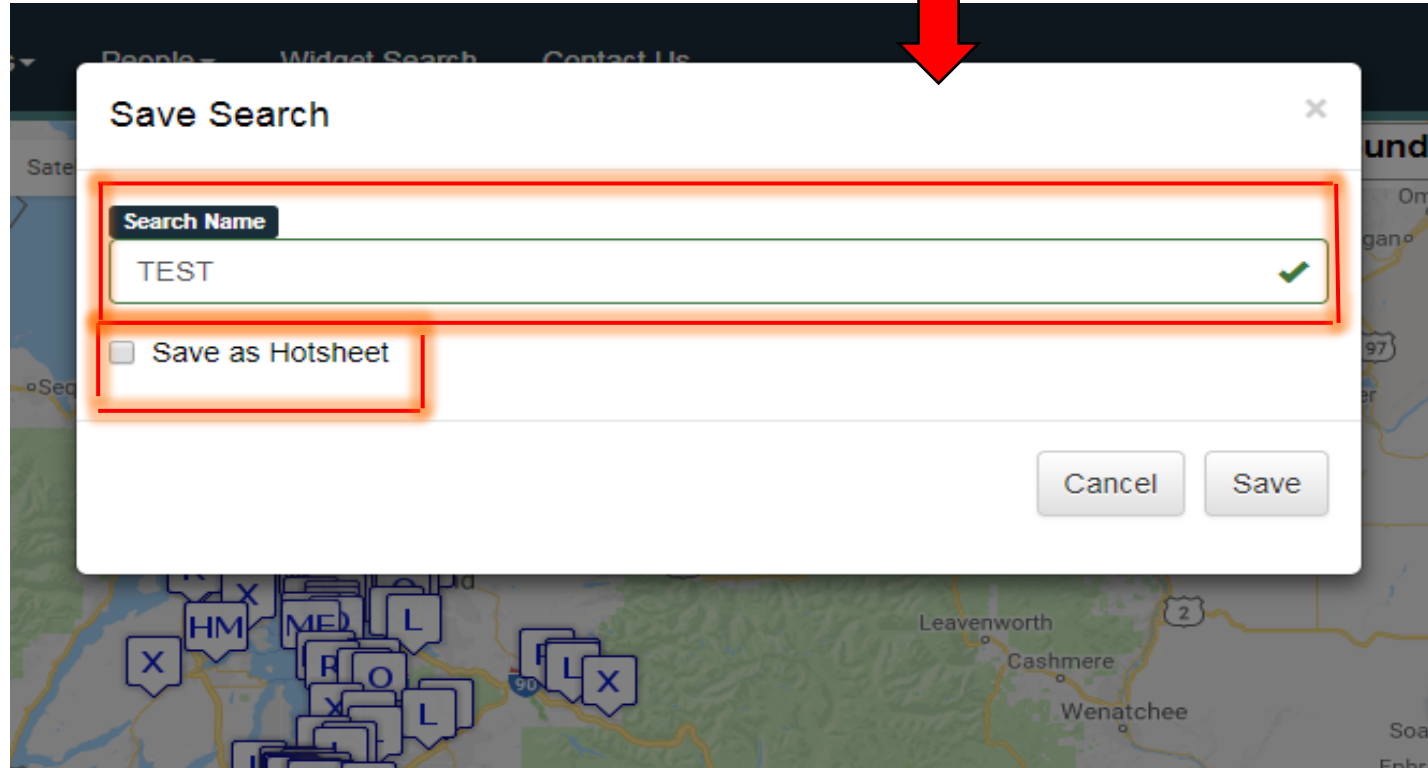 People Widget Search Contact Us
Save Search ×
Search Name
TEST
Save as Hotsheet
Cancel Save
97
HM
L
X
R
O
X
L
L
X
90
2
Leavenworth
Cashmere
Wenatchee